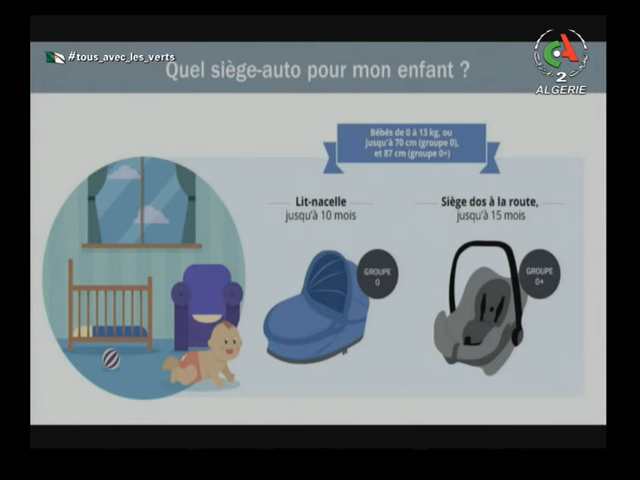 #tous_avec_les_verts
Quel siège-auto pour mon enfant ?
2
ALGERIE
Bébés de 0 à 13 kg, ou
jusqu'à 70 cm (groupe 0),
et 87 cm (groupe 0+)
Lit-nacelle
jusqu'à 10 mois
Siège dos à la route,
jusqu'à 15 mois
GROUPE
0
GROUPE
0+